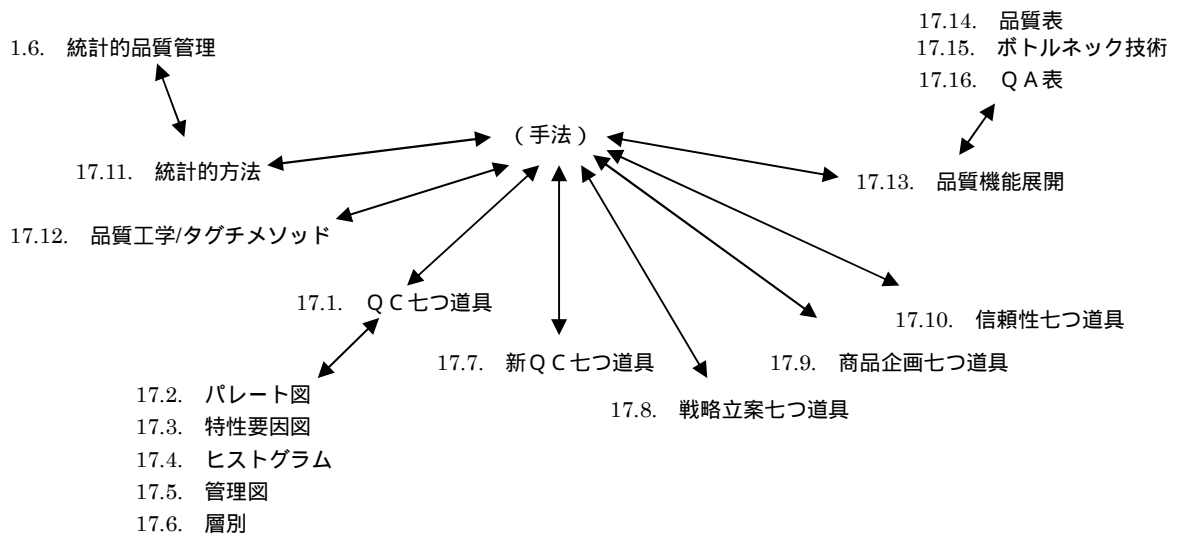 17.14. 品質表
1.6. 統計的品質管理
17.15. ボトルネック技術
17.16. ＱＡ表
（手法）
17.11. 統計的方法
17.13. 品質機能展開
17.12. 品質工学/タグチメソッド
17.1. ＱＣ七つ道具
17.10. 信頼性七つ道具
17.7. 新ＱＣ七つ道具
17.9. 商品企画七つ道具
17.2. パレート図
17.8. 戦略立案七つ道具
17.3. 特性要因図
17.4. ヒストグラム
17.5. 管理図
17.6. 層別